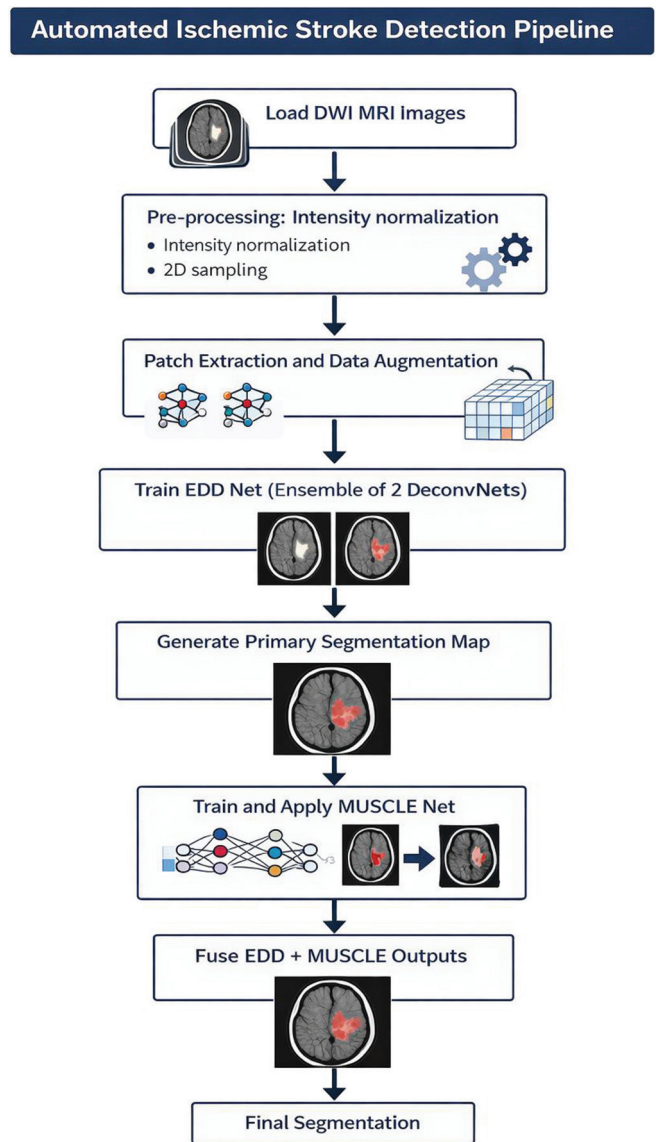 Automated Ischemic Stroke Detection Pipeline
Load DWI MRI images
Pre-processing: Intensity normalization
• Intensity normalization
• 2D sampling
Patch Extraction and Data Augmentation
Train EDD Net (Ensemble of 2 DeconvNets)
Generate Primary Segmentation Map
Train and Apply MUSCLE Net
Fuse EDD + MUSCLE Outputs
Final Segmentation